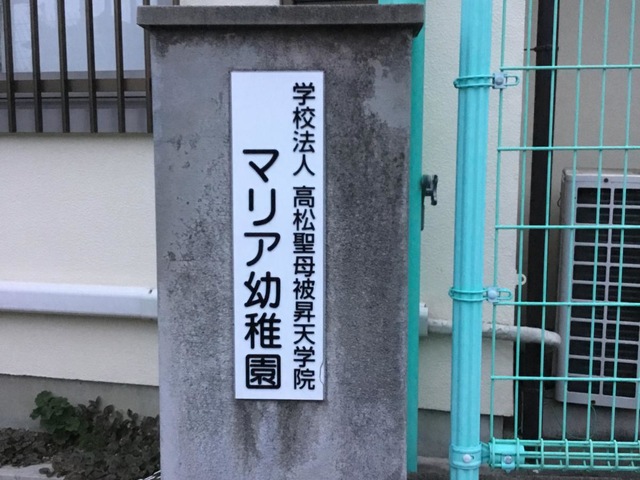 学校法人 高松聖母被昇天学院
マリア幼稚園